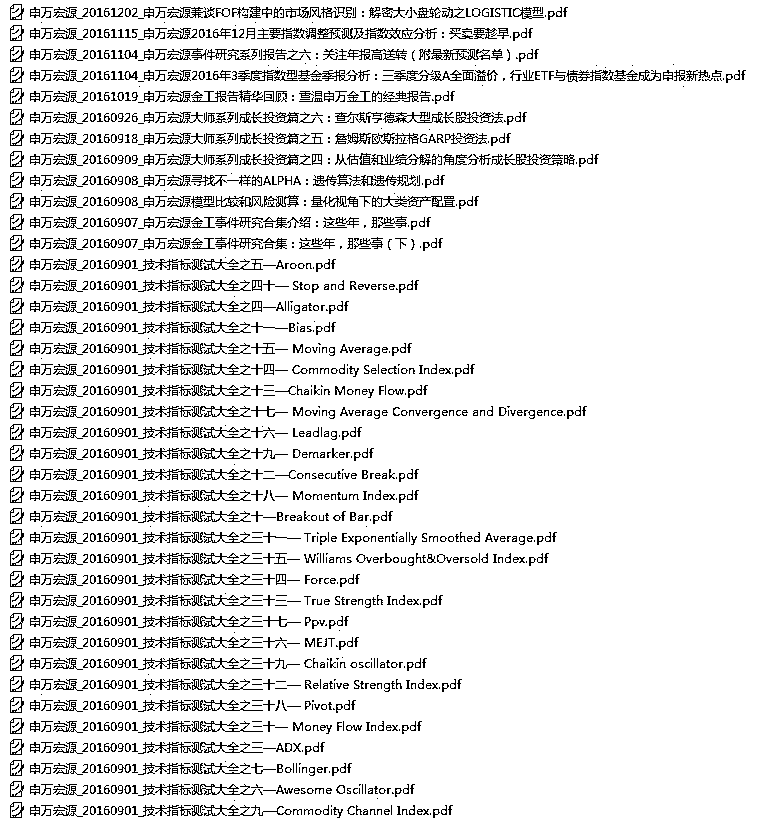 申万宏源_20161202_申万宏源兼谈FOF构建中的市场风格识别：解密大小盘轮动之LOGISTIC模型.pdf
申万宏源_20161115_申万宏源2016年12月主要指数调整预测及指数效应分析：买卖要趁早.pdf
申万宏源_20161104_申万宏源事件研究系列报告之六：关注年报高送转（附最新预测名单）.pdf
申万宏源_20161104_申万宏源2016年3季度指数型基金季报分析：三季度分级A全面溢价，行业ETF与债券指数基金成为申报新热点.pdf
申万宏源_20161019_申万宏源金工报告精华回顾：重温申万金工的经典报告.pdf
申万宏源_20160926_申万宏源大师系列成长投资篇之六：查尔斯亨德森大型成长股投资法.pdf
申万宏源_20160918_申万宏源大师系列成长投资篇之五：詹姆斯欧斯拉格GARP投资法.pdf
申万宏源_20160909_申万宏源大师系列成长投资篇之四：从估值和业绩分解的角度分析成长股投资策略.pdf
申万宏源_20160908_申万宏源寻找不一样的ALPHA：遗传算法和遗传规划.pdf
申万宏源_20160908_申万宏源模型比较和风险测算：量化视角下的大类资产配置.pdf
申万宏源_20160907_申万宏源金工事件研究合集介绍：这些年，那些事.pdf
申万宏源_20160907_申万宏源金工事件研究合集：这些年，那些事（下）.pdf
申万宏源_20160901_技术指标测试大全之五—Aroon.pdf
申万宏源_20160901_技术指标测试大全之四十— Stop and Reverse.pdf
申万宏源_20160901_技术指标测试大全之四—Alligator.pdf
申万宏源_20160901_技术指标测试大全之十一—Bias.pdf
申万宏源_20160901_技术指标测试大全之十五— Moving Average.pdf
申万宏源_20160901_技术指标测试大全之十四— Commodity Selection Index.pdf
申万宏源_20160901_技术指标测试大全之十三—Chaikin Money Flow.pdf
申万宏源_20160901_技术指标测试大全之十七— Moving Average Convergence and Divergence.pdf
申万宏源_20160901_技术指标测试大全之十六— Leadlag.pdf
申万宏源_20160901_技术指标测试大全之十九— Demarker.pdf
申万宏源_20160901_技术指标测试大全之十二—Consecutive Break.pdf
申万宏源_20160901_技术指标测试大全之十八— Momentum Index.pdf
申万宏源_20160901_技术指标测试大全之十—Breakout of Bar.pdf
申万宏源_20160901_技术指标测试大全之三十一— Triple Exponentially Smoothed Average.pdf
申万宏源_20160901_技术指标测试大全之三十五— Williams Overbought&Oversold Index.pdf
申万宏源_20160901_技术指标测试大全之三十四— Force.pdf
申万宏源_20160901_技术指标测试大全之三十三— True Strength Index.pdf
申万宏源_20160901_技术指标测试大全之三十七— Ppv.pdf
申万宏源_20160901_技术指标测试大全之三十六— MEJT.pdf
申万宏源_20160901_技术指标测试大全之三十九— Chaikin oscillator.pdf
申万宏源_20160901_技术指标测试大全之三十二— Relative Strength Index.pdf
申万宏源_20160901_技术指标测试大全之三十八— Pivot.pdf
申万宏源_20160901_技术指标测试大全之三十— Money Flow Index.pdf
申万宏源_20160901_技术指标测试大全之三—ADX.pdf
申万宏源_20160901_技术指标测试大全之七—Bollinger.pdf
申万宏源_20160901_技术指标测试大全之六—Awesome Oscillator.pdf
申万宏源_20160901_技术指标测试大全之九—Commodity Channel Index.pdf